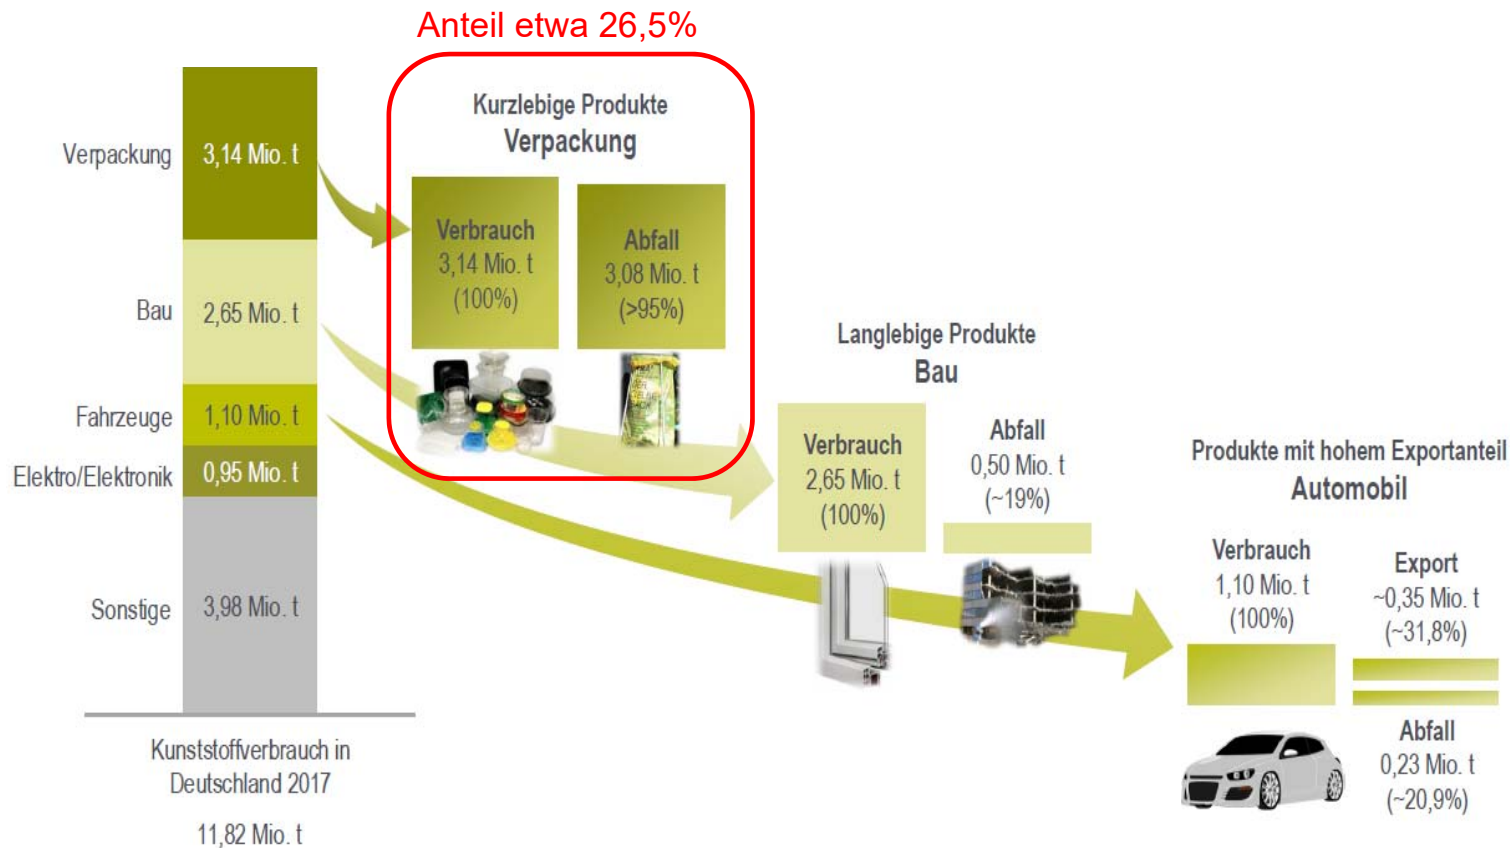 Anteil etwa 26,5%
Kurzlebige Produkte
Verpackung
Verpackung
3,14 Mio. t
Bau
2,65 Mio. t
Fahrzeuge
1,10 Mio. t
Elektro/Elektronik
0,95 Mio. t
Sonstige
3,98 Mio. t
Kunststoffverbrauch in
Deutschland 2017
11,82 Mio. t
Verbrauch
3,14 Mio. t
(100%)
Abfall
3,08 Mio. t
(>95%)
Langlebige Produkte
Bau
Verbrauch
2,65 Mio. t
(100%)
Abfall
0,50 Mio. t
(~19%)
Produkte mit hohem Exportanteil
Automobil
Verbrauch
1,10 Mio. t
(100%)
Export
~0,35 Mio. t
(~31,8%)
Abfall
0,23 Mio. t
(~20,9%)